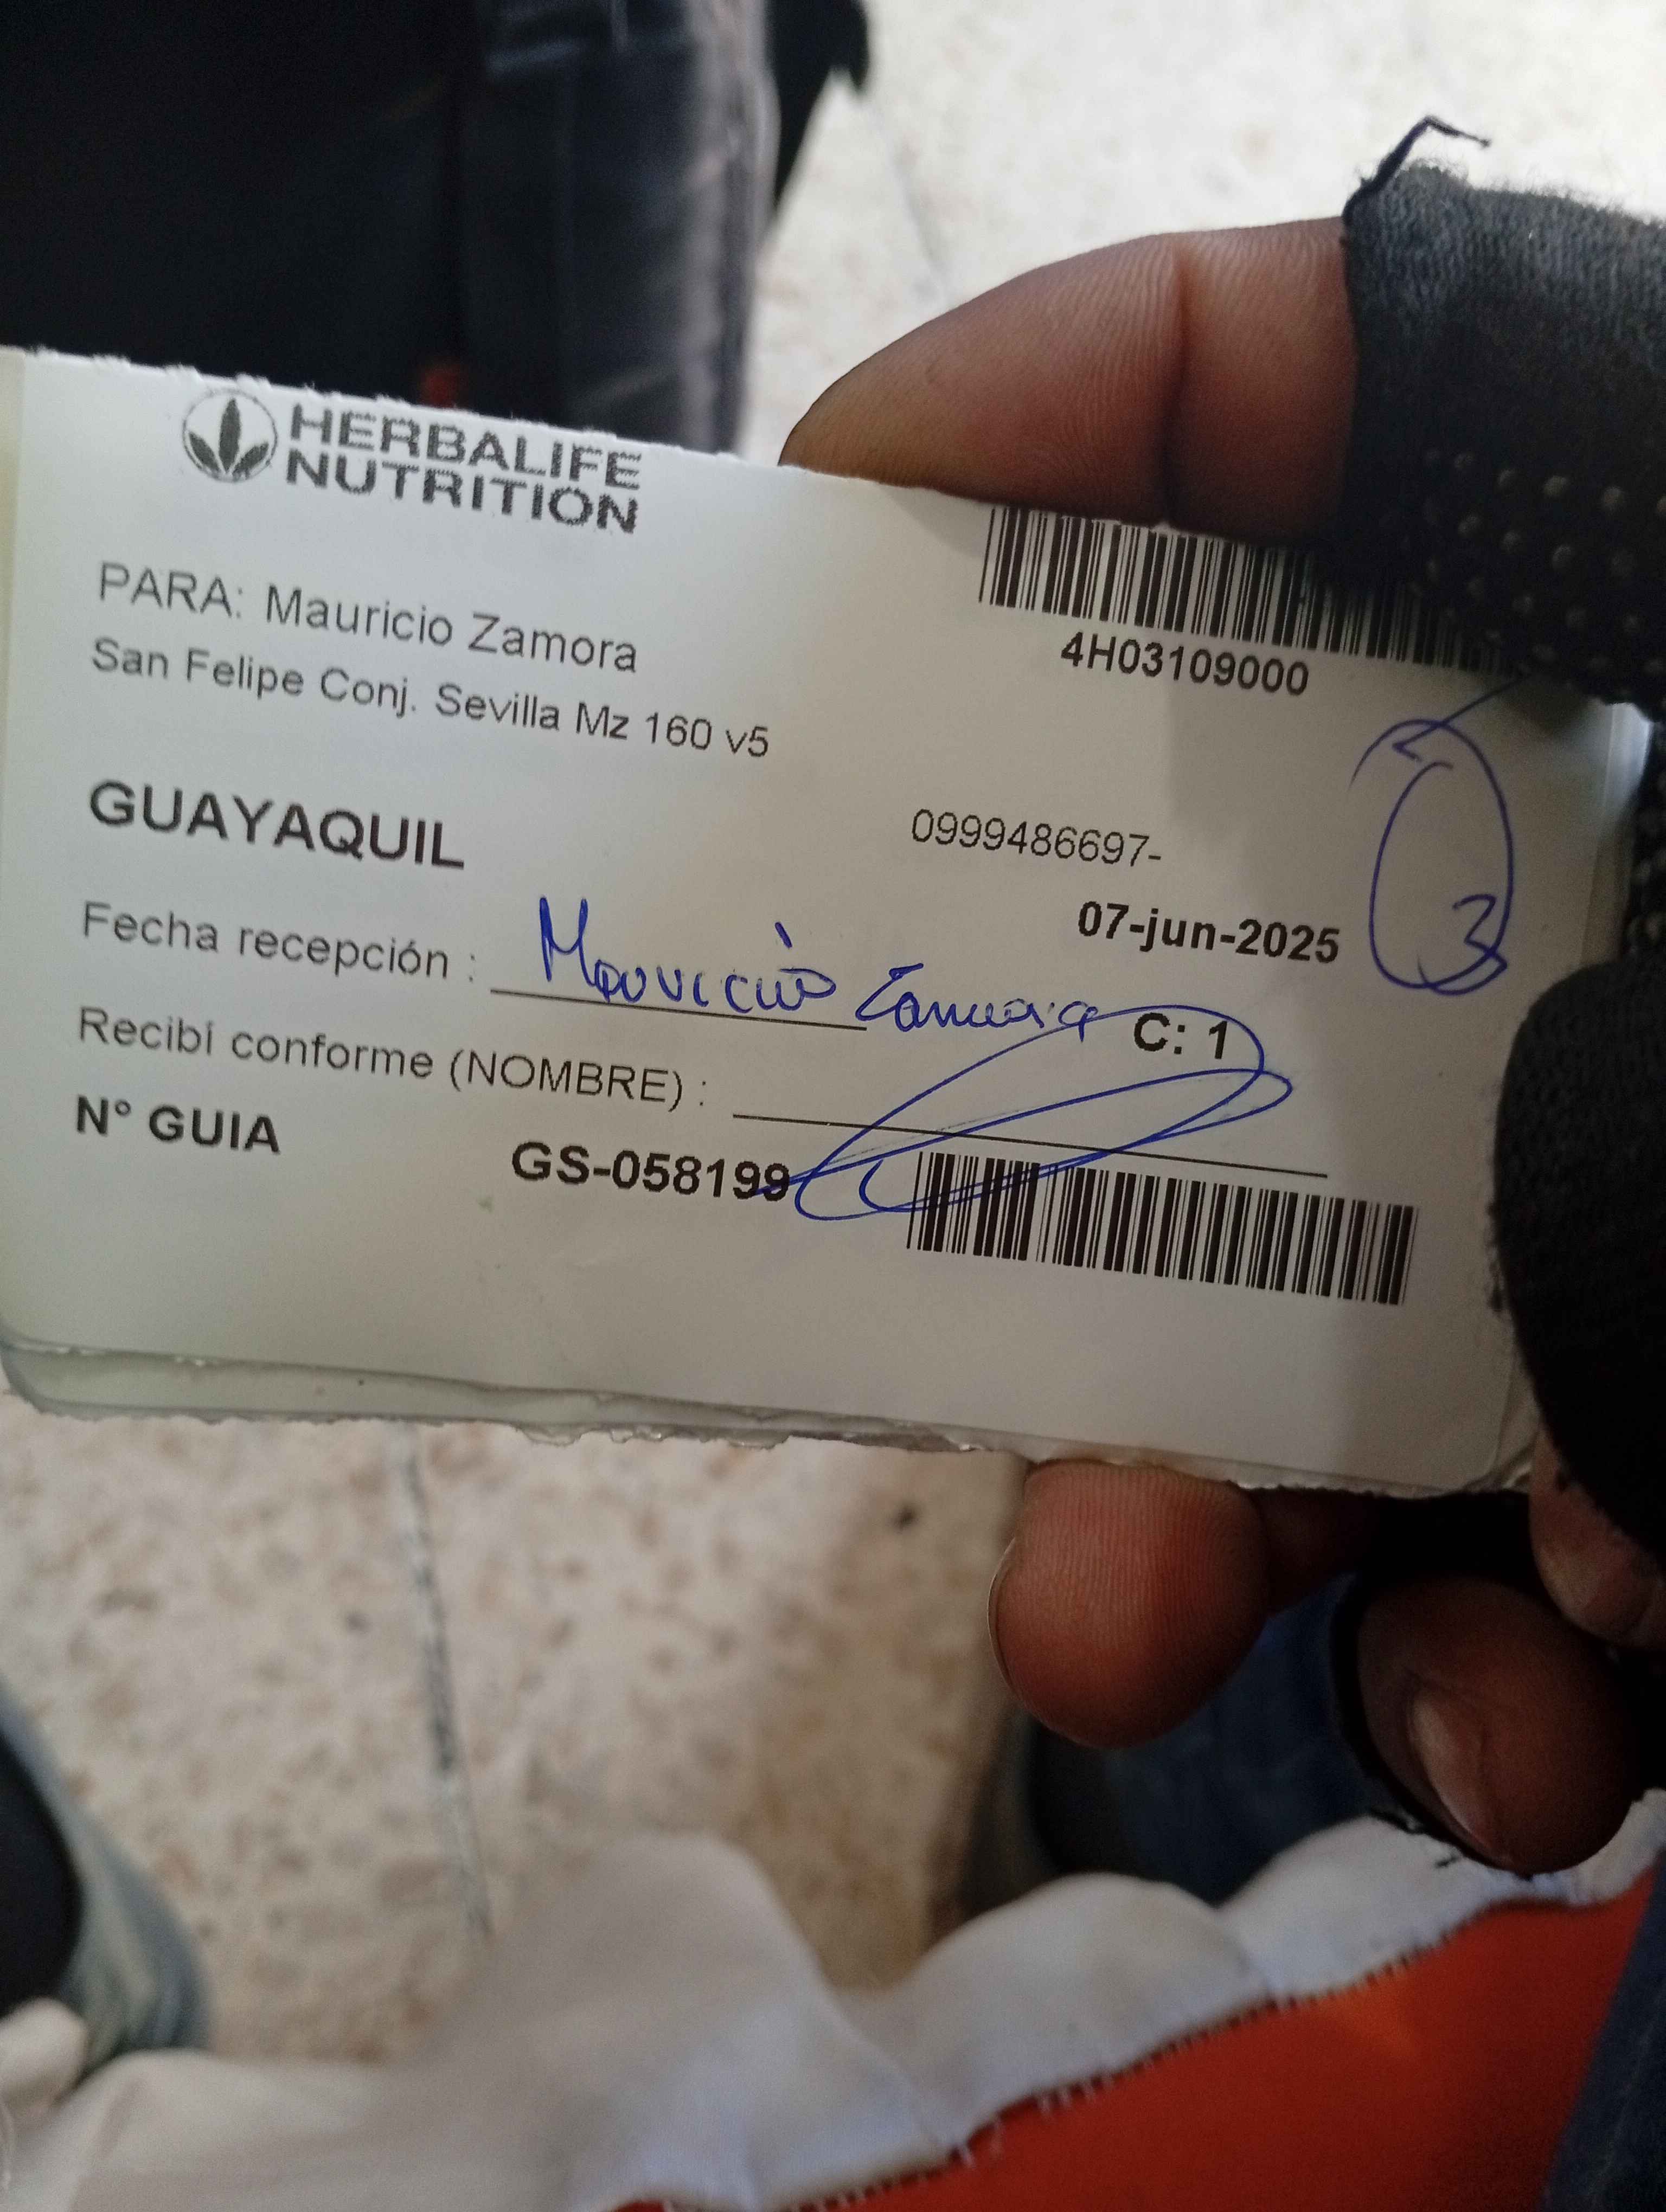 HERBALIFE
NUTRITION
PARA: Mauricio Zamora
San Felipe Conj. Sevilla Mz 160 v5
4H03109000
GUAYAQUIL
0999486697-
07-jun-2025
3
Fecha recepción : Mauricio Zamora
C: 1
Recibí conforme (NOMBRE) :
N° GUIA
GS-058199